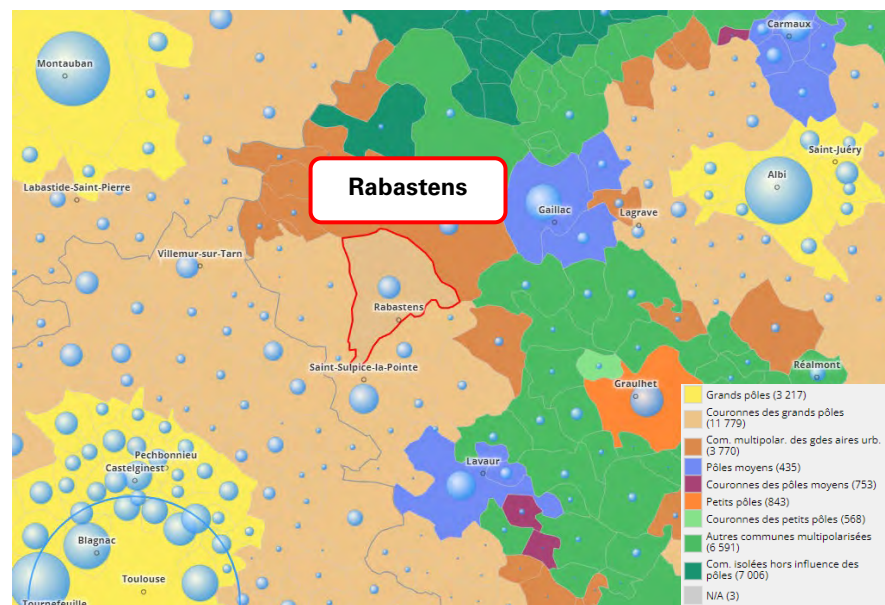 Carmaux
Montauban
Saint-Juéry
Albi
Rabastens
Labastide-Saint-Pierre
Gaillac
Lagrave
Villemur-sur-Tarn
Rabastens
Saint-Sulpice-la-Pointe
Réalmont
Graulhet
Pechbonnieu
Castelginest
Lavaur
Blagnac
Toulouse
Tournefeuille
Grands pôles (3 217)
Couronnes des grands pôles
(11 779)
Com. multipolar. des gdes aires urb.
(3 770)
Pôles moyens (435)
Couronnes des pôles moyens (753)
Petits pôles (843)
Couronnes des petits pôles (568)
Autres communes multipolarisées
(6 591)
Com. isolées hors influence des
pôles (7 006)
N/A (3)